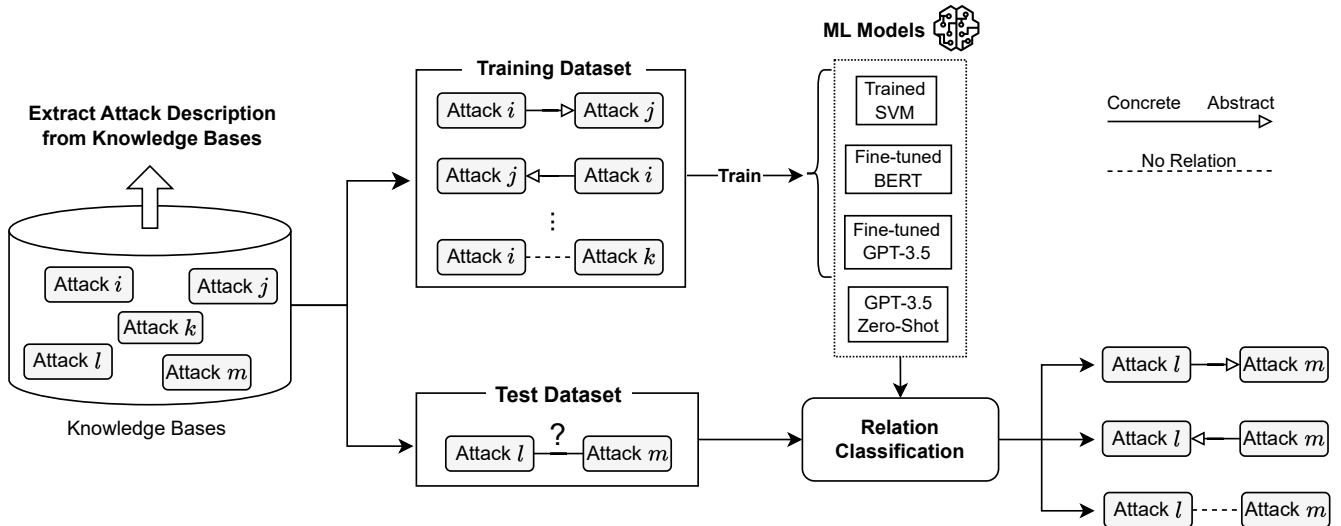 Extract Attack Description
from Knowledge Bases
Attack i
Attack j
Attack k
Attack l
Attack m
Knowledge Bases
Training Dataset
Attack i
Attack j
Attack j
Attack i
⋮
Attack i
Attack k
Train
Test Dataset
Attack l
?
Attack m
ML Models
Trained
SVM
Fine-tuned
BERT
Fine-tuned
GPT-3.5
GPT-3.5
Zero-Shot
Relation
Classification
Concrete Abstract
No Relation
Attack l
Attack m
Attack l
Attack m
Attack l
Attack m